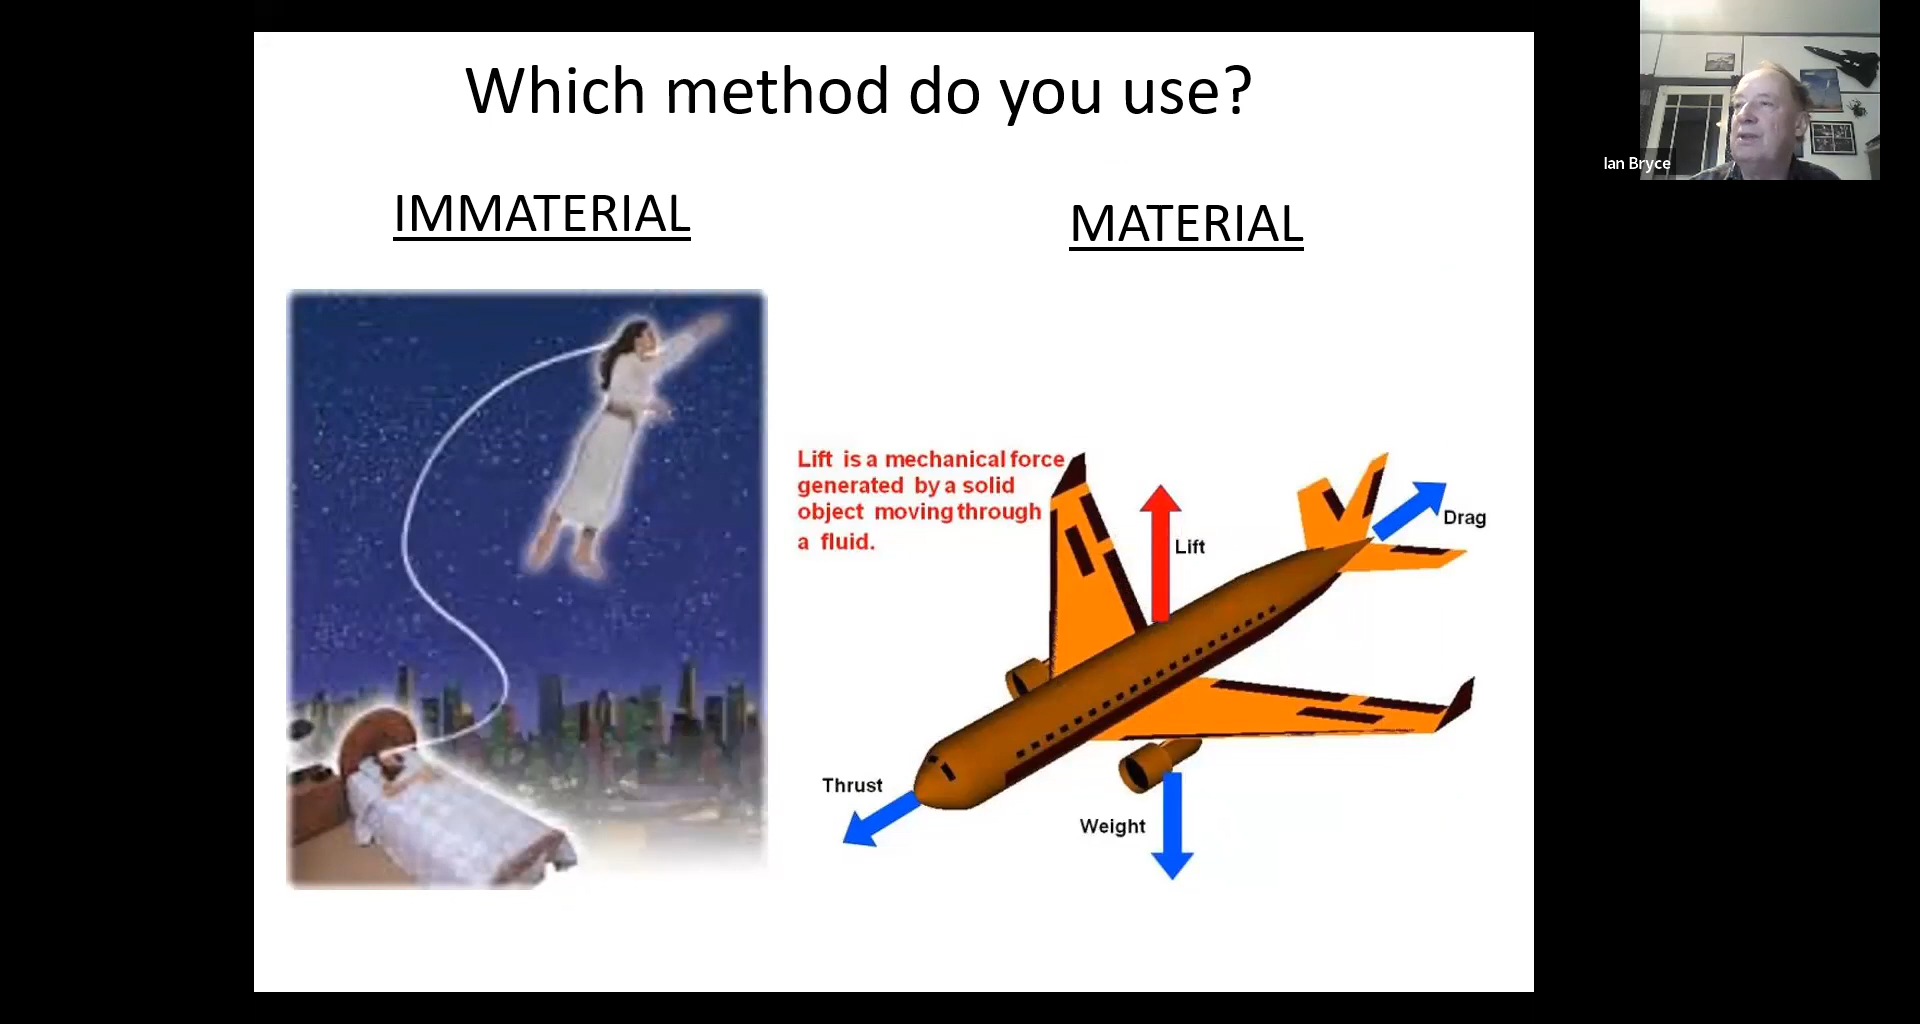 Which method do you use?
Ian Bryce
IMMATERIAL
MATERIAL
Lift is a mechanical force
generated by a solid
object moving through
a fluid.
Lift
Drag
Thrust
Weight